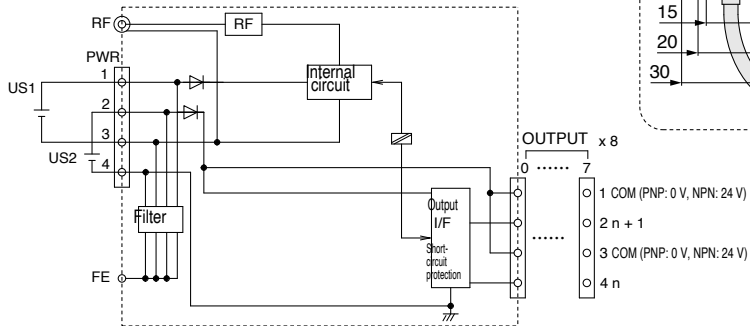 RF
RF
PWR
1
2
3
4
US1
US2
Internal
circuit
Filter
FE
Output
I/F
Short-
circuit
protection
OUTPUT x 8
0 ······ 7
······
1 COM (PNP: 0 V, NPN: 24 V)
2 n + 1
3 COM (PNP: 0 V, NPN: 24 V)
4 n
15
20
30